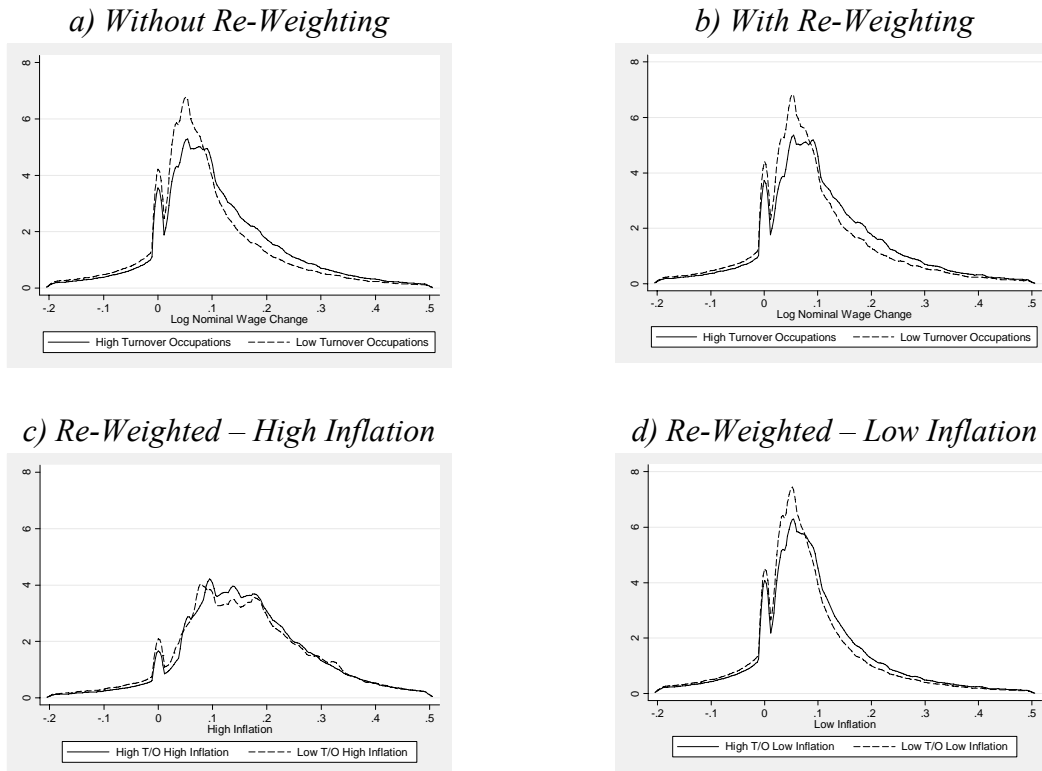 a) Without Re-Weighting
8
6
4
2
0
-.2 -.1 0 .1 .2 .3 .4 .5
Log Nominal Wage Change
High Turnover Occupations Low Turnover Occupations
b) With Re-Weighting
8
6
4
2
0
-.2 -.1 0 .1 .2 .3 .4 .5
Log Nominal Wage Change
High Turnover Occupations Low Turnover Occupations
c) Re-Weighted – High Inflation
8
6
4
2
0
-.2 -.1 0 .1 .2 .3 .4 .5
High Inflation
High T/O High Inflation Low T/O High Inflation
d) Re-Weighted – Low Inflation
8
6
4
2
0
-.2 -.1 0 .1 .2 .3 .4 .5
Low Inflation
High T/O Low Inflation Low T/O Low Inflation